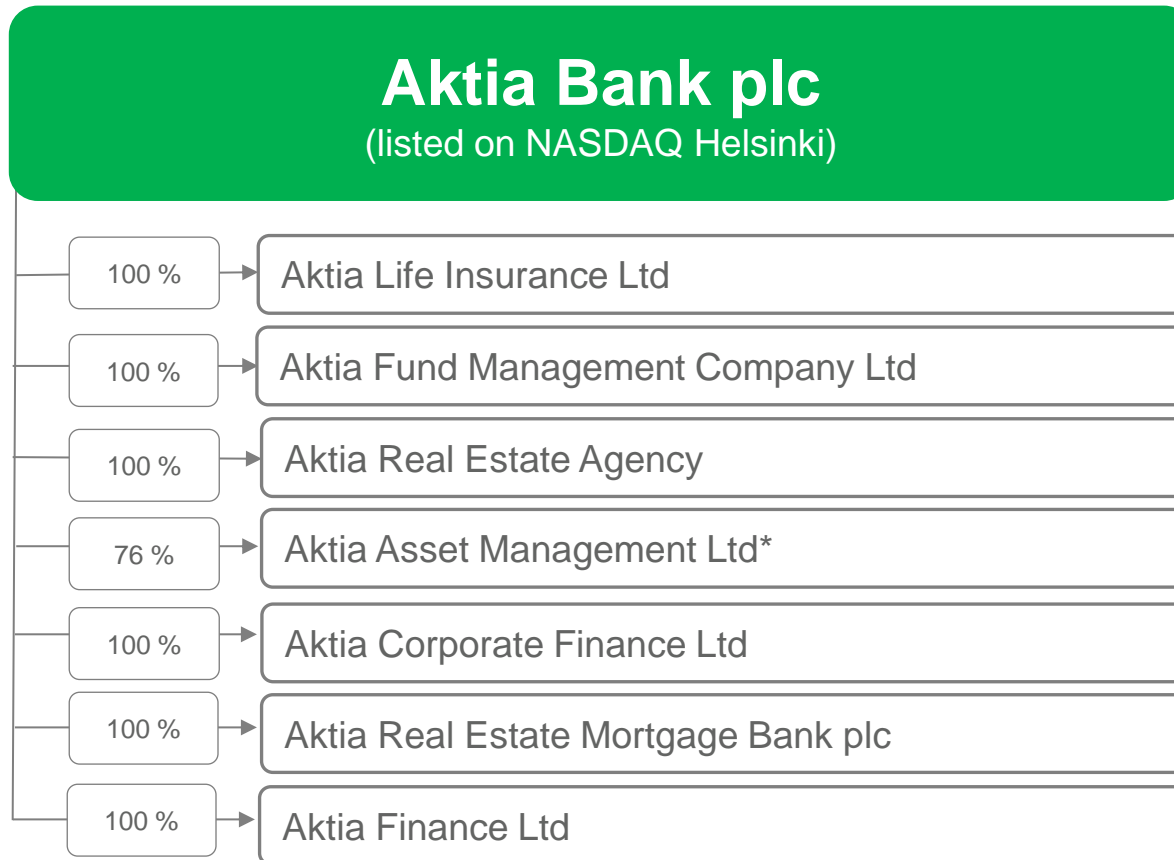 Aktia Bank plc
(listed on NASDAQ Helsinki)
100 %
Aktia Life Insurance Ltd
100 %
Aktia Fund Management Company Ltd
100 %
Aktia Real Estate Agency
76 %
Aktia Asset Management Ltd*
100 %
Aktia Corporate Finance Ltd
100 %
Aktia Real Estate Mortgage Bank plc
100 %
Aktia Finance Ltd